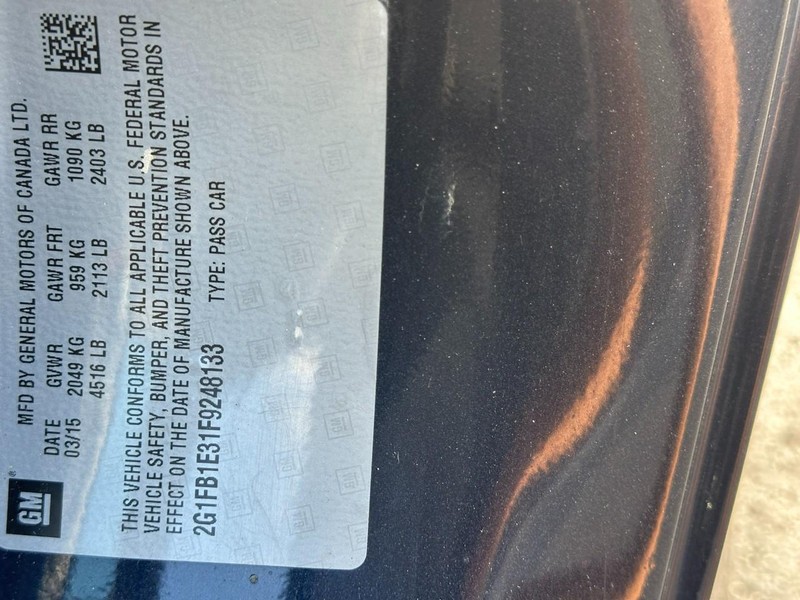 GM®
MFD BY GENERAL MOTORS OF CANADA LTD.
DATE GVWR GAWR FRT GAWR RR
03/15 2049 KG 959 KG 1090 KG
4516 LB 2113 LB 2403 LB
THIS VEHICLE CONFORMS TO ALL APPLICABLE U.S. FEDERAL MOTOR
VEHICLE SAFETY, BUMPER, AND THEFT PREVENTION STANDARDS IN
EFFECT ON THE DATE OF MANUFACTURE SHOWN ABOVE.
2G1FB1E31F9248133 TYPE: PASS CAR